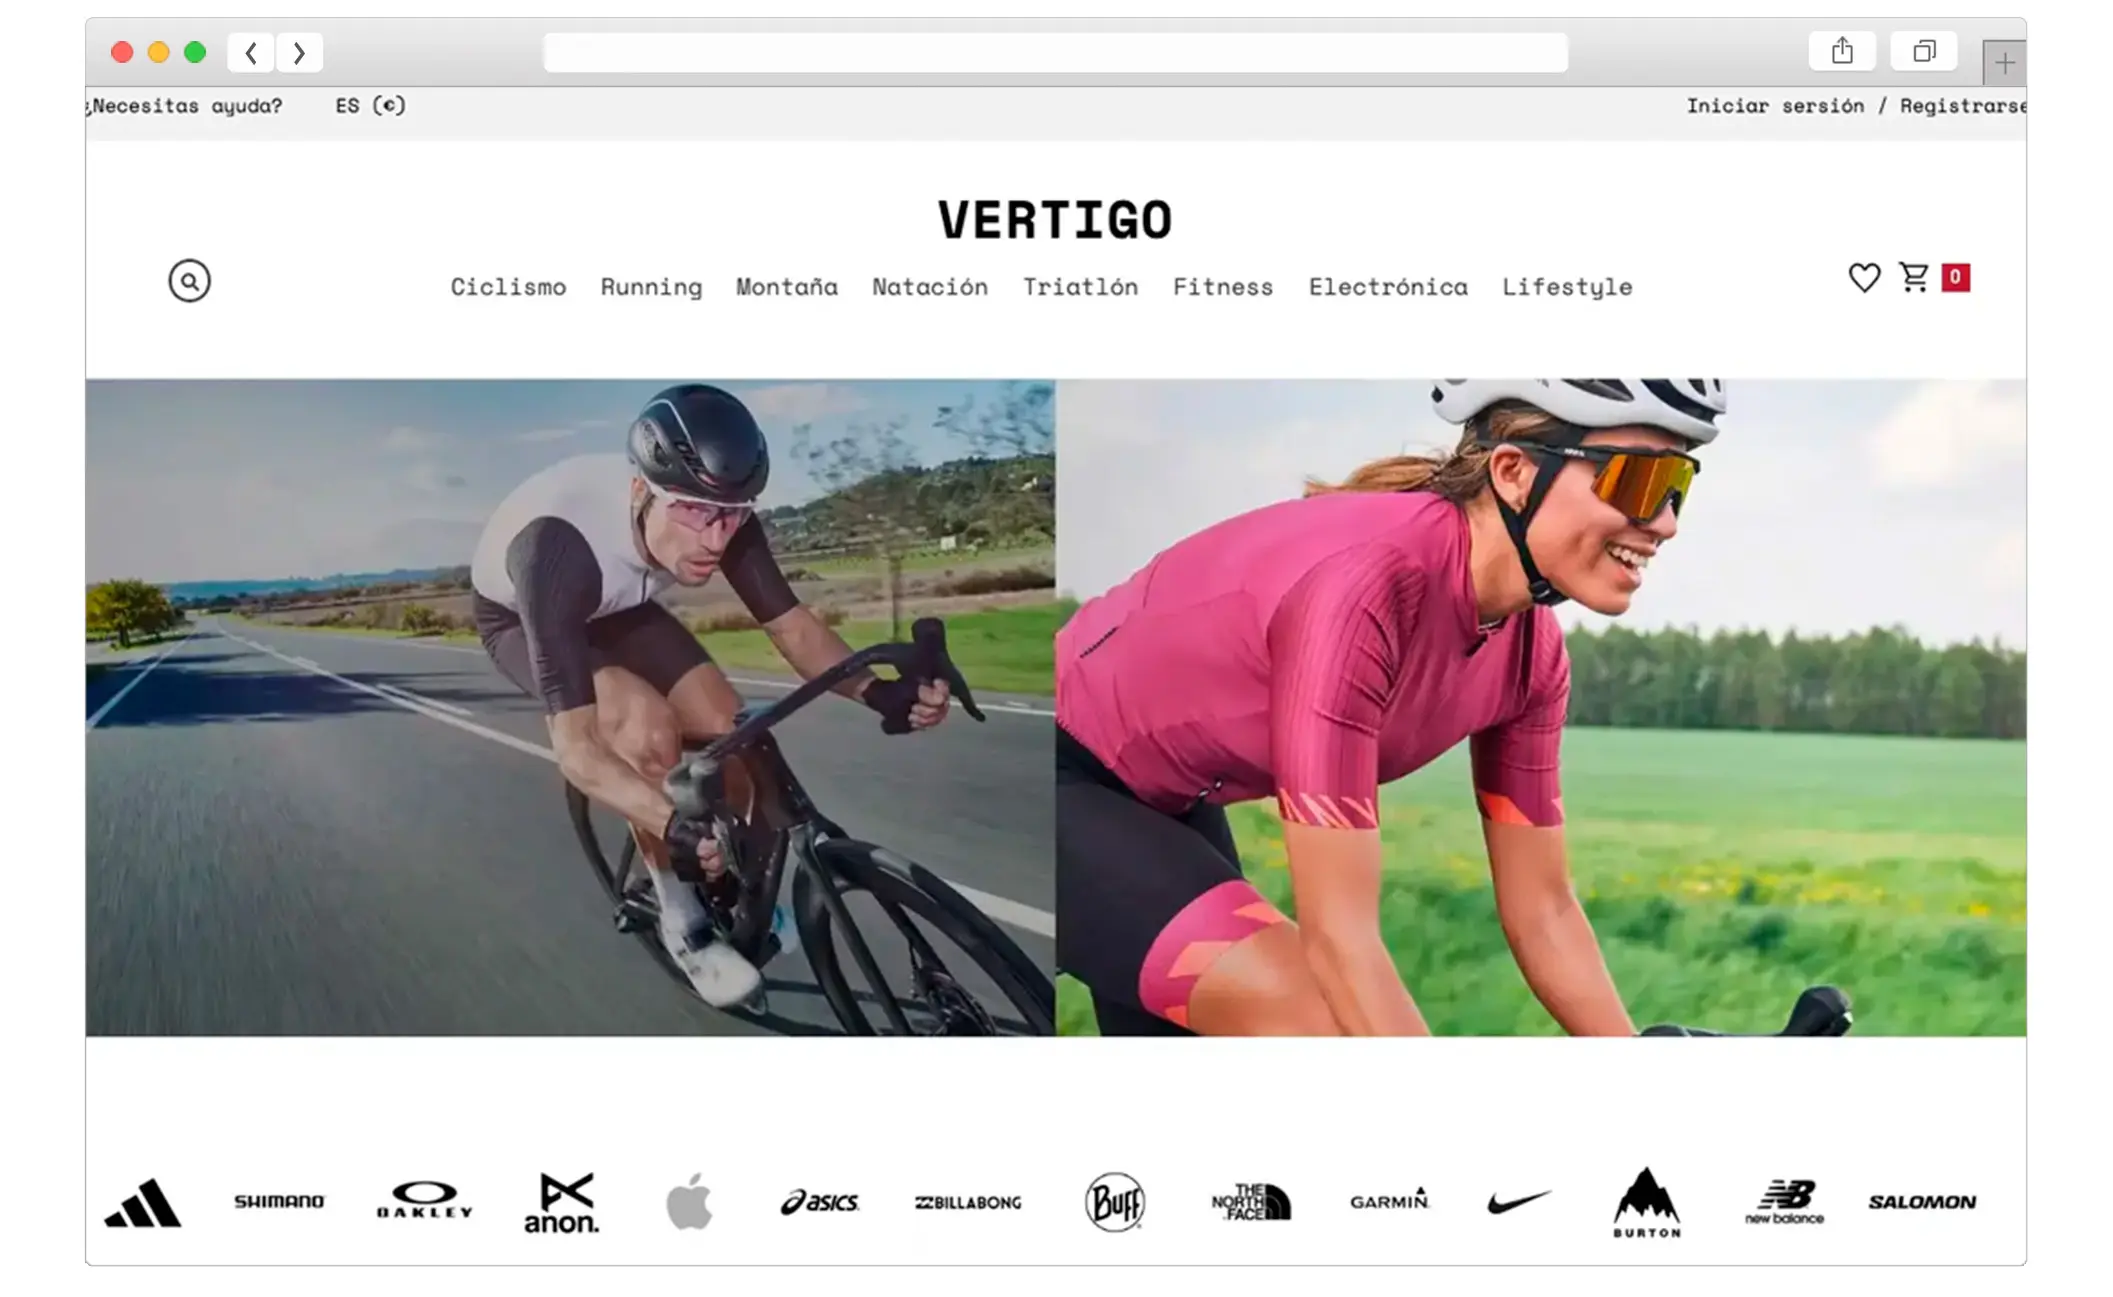 ¿Necesitas ayuda? ES (€) Iniciar sersión / Registrarse
VERTIGO
Ciclismo Running Montaña Natación Triatlón Fitness Electrónica Lifestyle 0
SHIMANO OAKLEY anon. asics BILLABONG BUFF THE NORTH FACE GARMIN BURTON new balance SALOMON